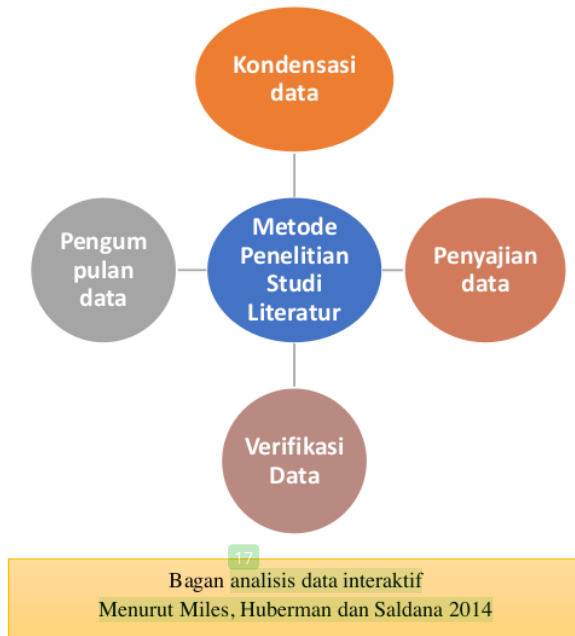 Kondensasi
data
Pengum
pulan
data
Metode
Penelitian
Studi
Literatur
Penyajian
data
Verifikasi
Data
17
Bagan analisis data interaktif
Menurut Miles, Huberman dan Saldana 2014